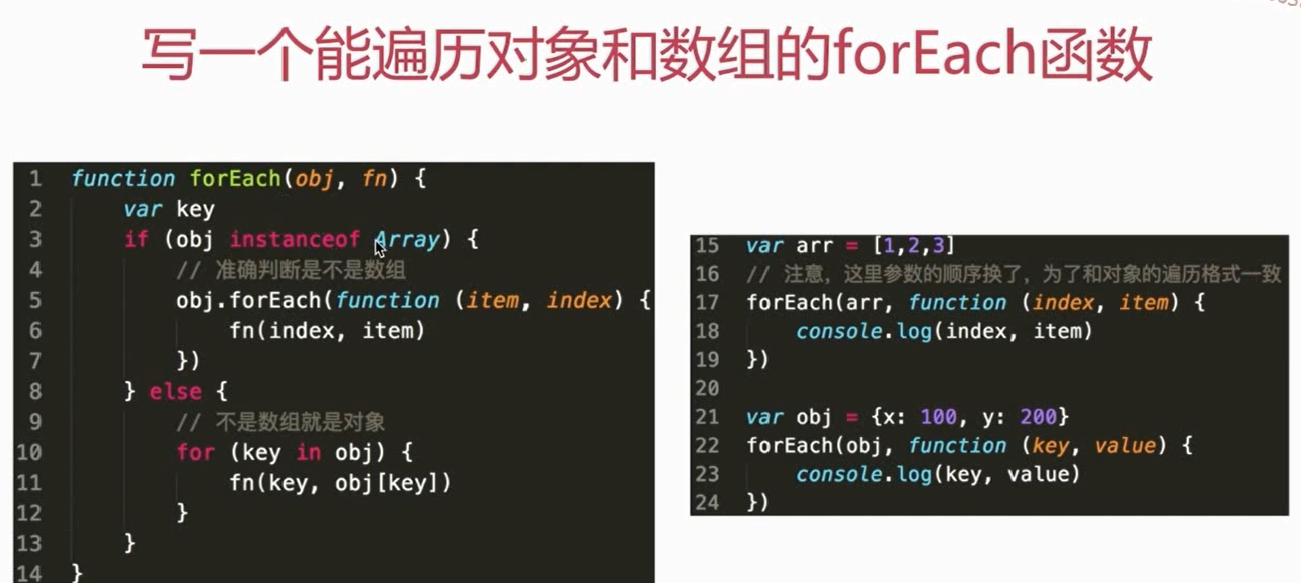 写一个能遍历对象和数组的forEach函数
1 function forEach(obj, fn) {
2 var key
3 if (obj instanceof Array) {
4 // 准确判断是不是数组
5 obj.forEach(function (item, index) {
6 fn(index, item)
7 })
8 } else {
9 // 不是数组就是对象
10 for (key in obj) {
11 fn(key, obj[key])
12 }
13 }
14 }
15 var arr = [1,2,3]
16 // 注意，这里参数的顺序换了，为了和对象的遍历格式一致
17 forEach(arr, function (index, item) {
18 console.log(index, item)
19 })
20
21 var obj = {x: 100, y: 200}
22 forEach(obj, function (key, value) {
23 console.log(key, value)
24 })